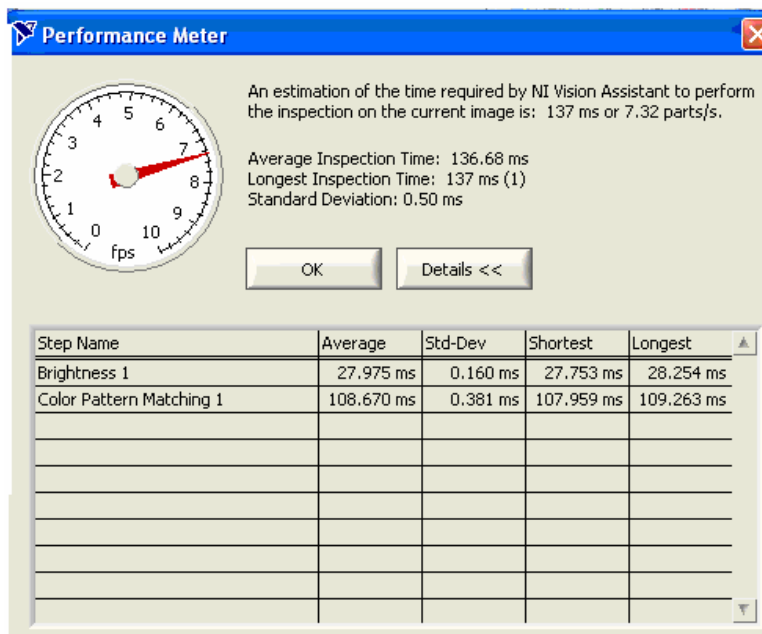 Performance Meter
An estimation of the time required by NI Vision Assistant to perform
the inspection on the current image is: 137 ms or 7.32 parts/s.
Average Inspection Time: 136.68 ms
Longest Inspection Time: 137 ms (1)
Standard Deviation: 0.50 ms
0 1 2 3 4 5 6 7 8 9 10
fps
OK Details <<
Step Name Average Std-Dev Shortest Longest
Brightness 1 27.975 ms 0.160 ms 27.753 ms 28.254 ms
Color Pattern Matching 1 108.670 ms 0.381 ms 107.959 ms 109.263 ms